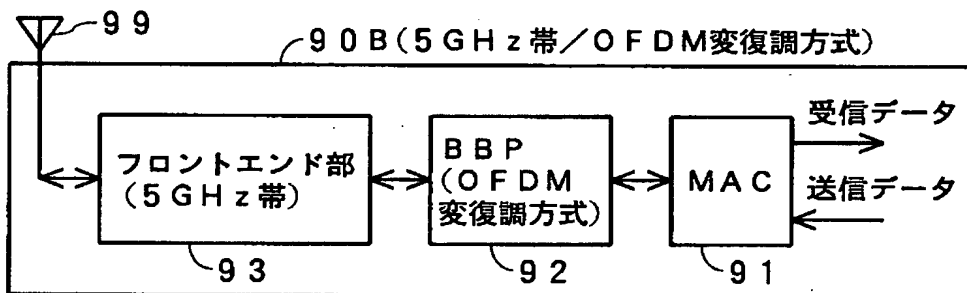 99
90B(5GHz帯/OFDM変復調方式)
フロントエンド部
(5GHz帯)
93
BBP
(OFDM
変復調方式)
92
MAC
91
受信データ
送信データ